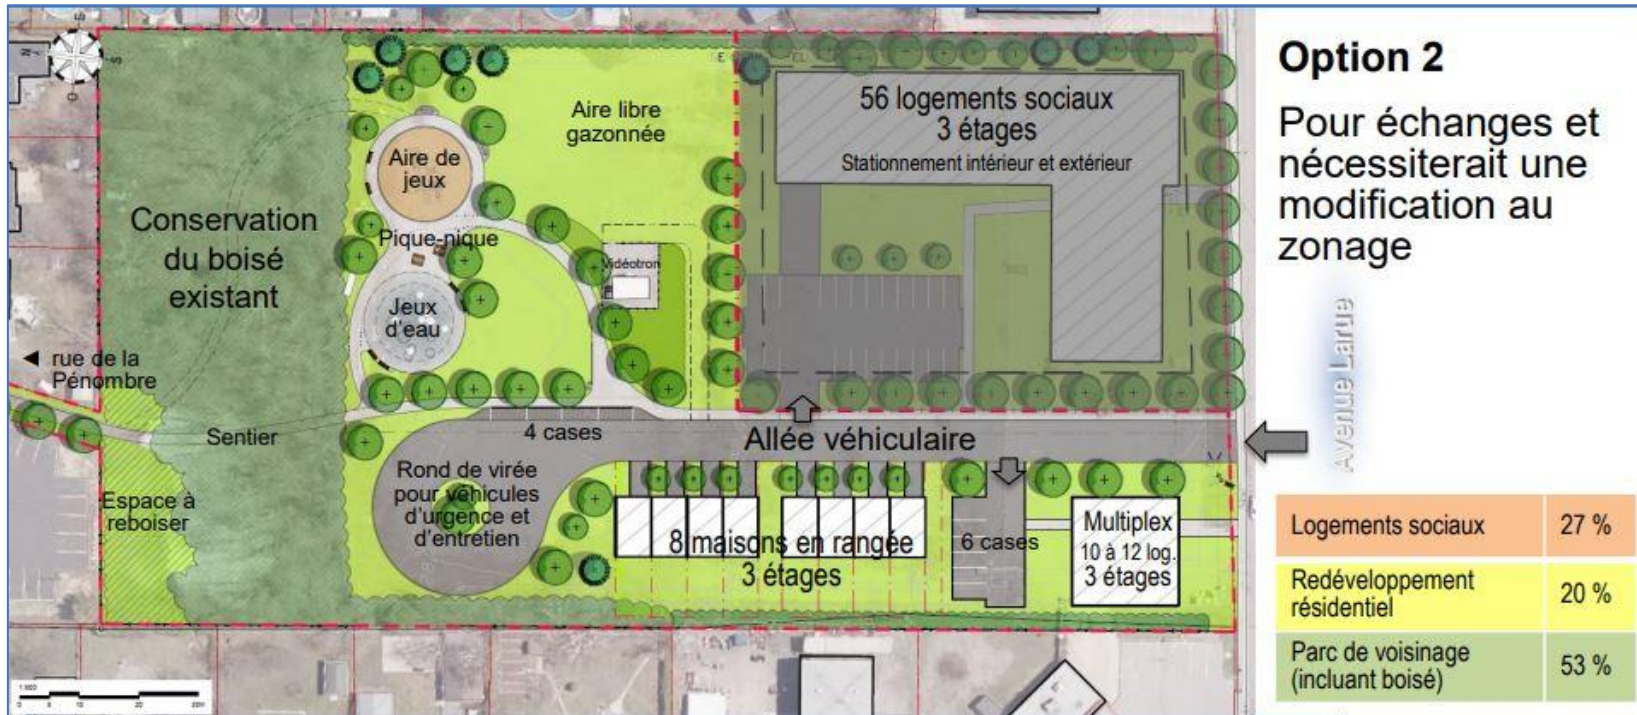 Option 2
Pour échanges et
nécessiterait une
modification au
zonage
56 logements sociaux
3 étages
Stationnement intérieur et extérieur
Aire libre
gazonnée
Aire de
jeux
Conservation
du boisé
existant
Pique-nique
Vidéotron
Jeux
d'eau
◄ rue de la
Pénombre
Sentier
4 cases
Allée véhiculaire
Avenue Larue
Rond de virée
pour véhicules
d'urgence et
d'entretien
Espace à
reboiser
8 maisons en rangée
3 étages
6 cases
Multiplex
10 à 12 log.
3 étages
Logements sociaux 27 %
Redéveloppement
résidentiel 20 %
Parc de voisinage
(incluant boisé) 53 %
N
E
S
O